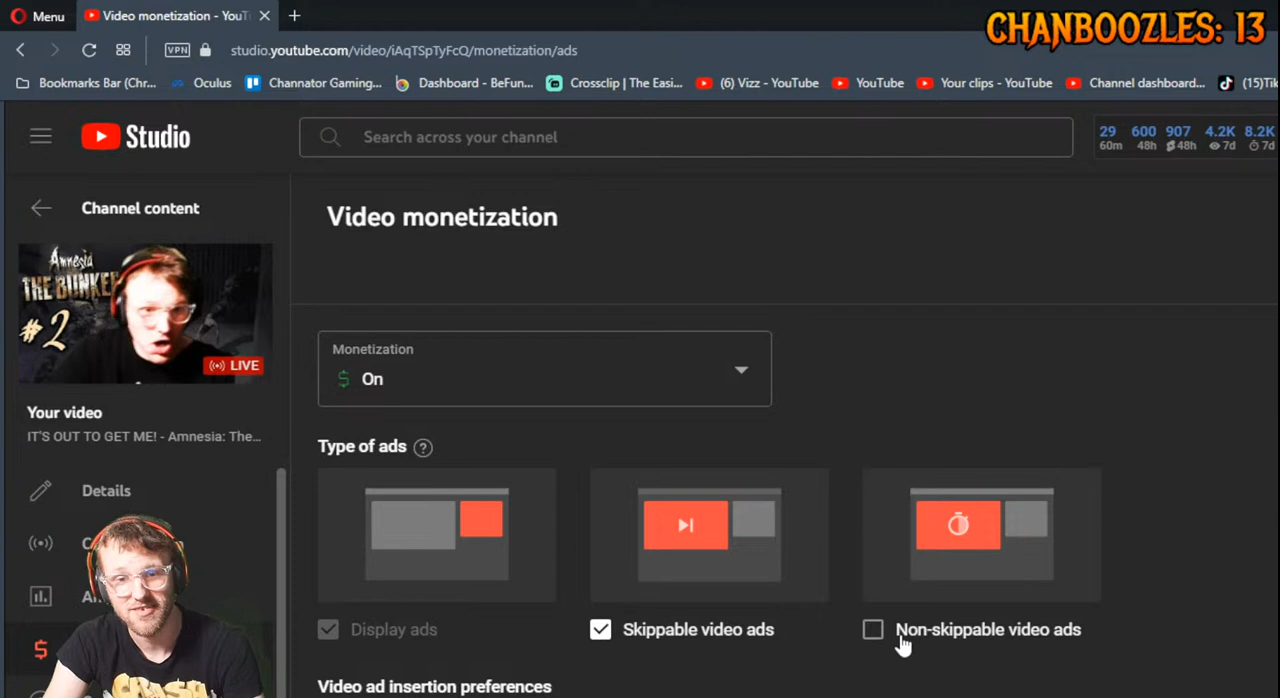 Menu
Video monetization - YouT
CHANBOOZLES: 13
VPN
studio.youtube.com/video/iAqTSpTyFcQ/monetization/ads
Bookmarks Bar (Chr...
Oculus
Channator Gaming...
Dashboard - BeFun...
Crossclip | The Easi...
(6) Vizz - YouTube
YouTube
Your clips - YouTube
Channel dashboard...
(15)Tik
Studio
Search across your channel
29 600 907 4.2K 8.2K
60m 48h 48h 7d 7d
Channel content
Video monetization
Amnesia
THE BUNKE
#2
LIVE
Monetization
On
Your video
IT'S OUT TO GET ME! - Amnesia: The...
Type of ads
Details
Display ads
Skippable video ads
Non-skippable video ads
Video ad insertion preferences
CRASH